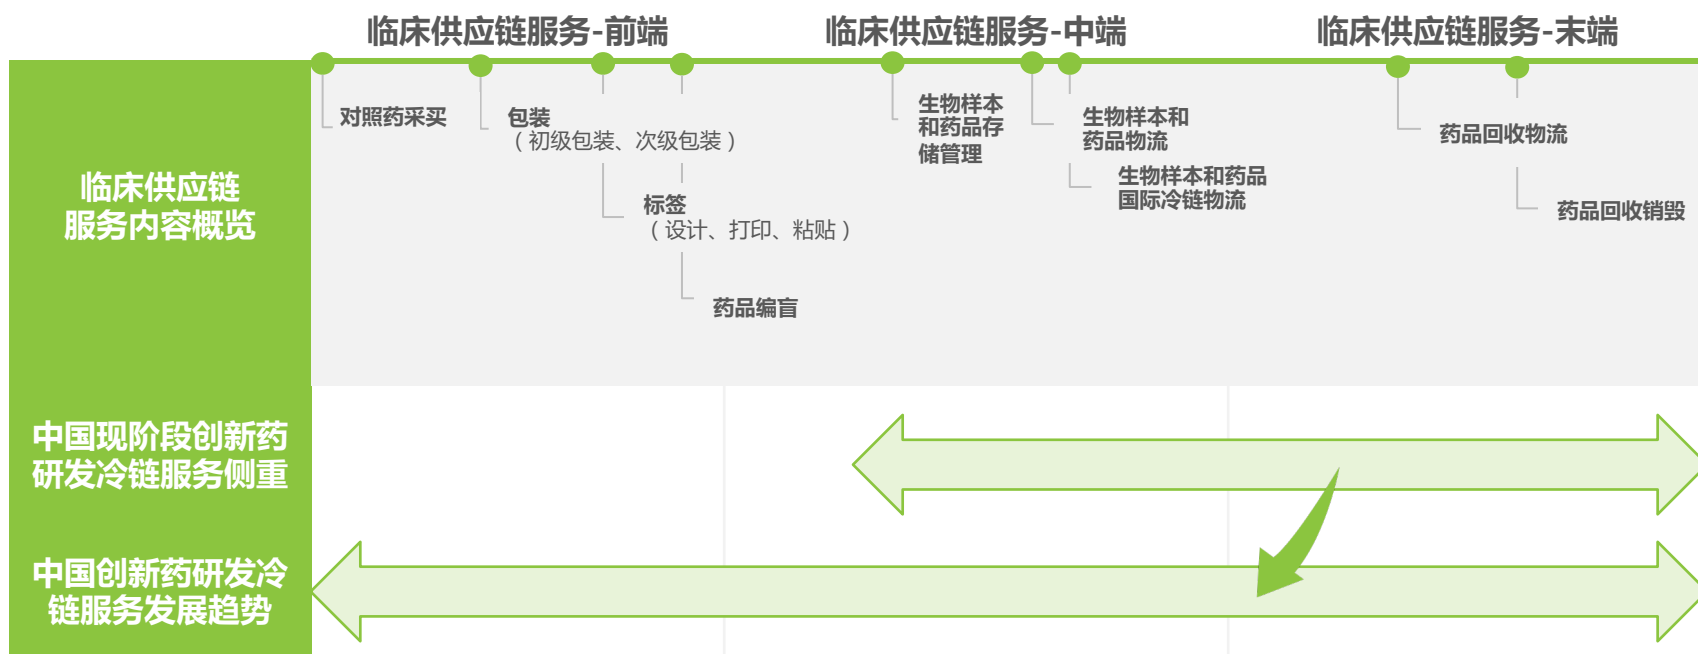 临床供应链服务-前端
临床供应链服务-中端
临床供应链服务-末端
临床供应链
服务内容概览
对照药采买
包装
（初级包装、次级包装）
标签
（设计、打印、粘贴）
药品编盲
生物样本
和药品存
储管理
生物样本和
药品物流
生物样本和药品
国际冷链物流
药品回收物流
药品回收销毁
中国现阶段创新药
研发冷链服务侧重
中国创新药研发冷
链服务发展趋势